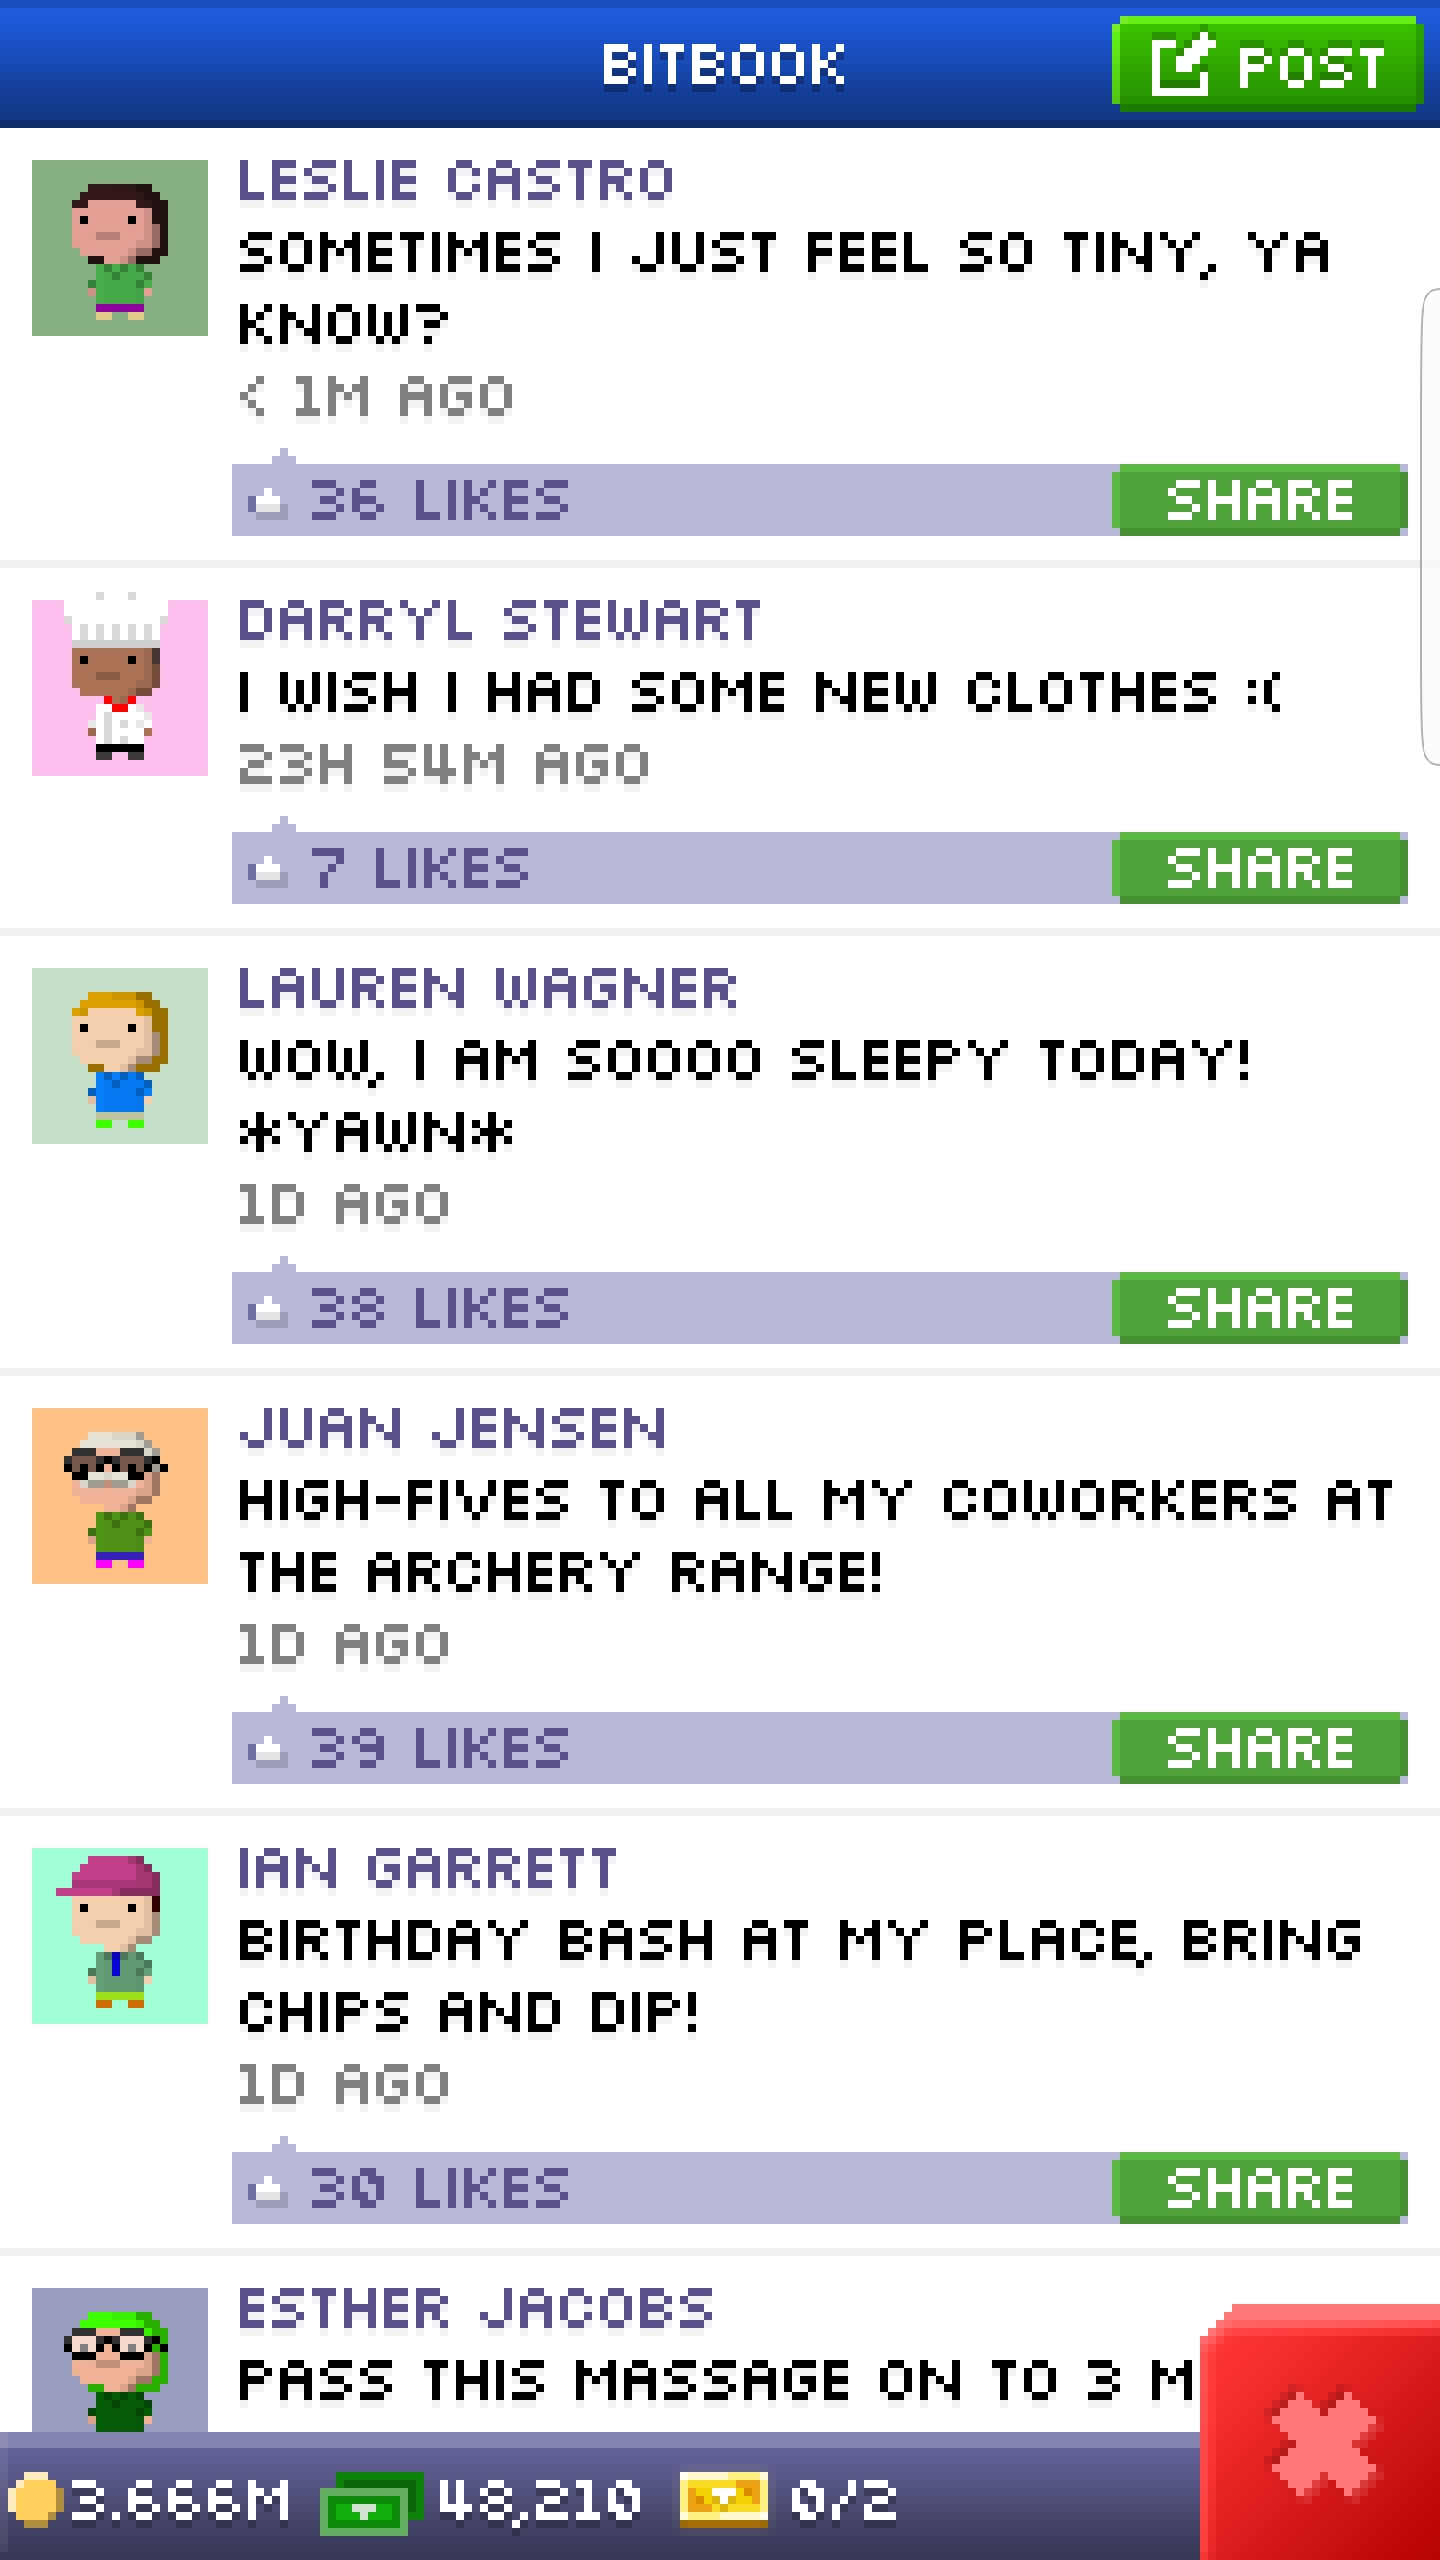 BITBOOK
POST
LESLIE CASTRO
SOMETIMES I JUST FEEL SO TINY, YA
KNOW?
< 1M AGO
36 LIKES
SHARE
DARRYL STEWART
I WISH I HAD SOME NEW CLOTHES :(
23H 54M AGO
7 LIKES
SHARE
LAUREN WAGNER
WOW, I AM SOOOO SLEEPY TODAY!
*YAWN*
1D AGO
38 LIKES
SHARE
JUAN JENSEN
HIGH-FIVES TO ALL MY COWORKERS AT
THE ARCHERY RANGE!
1D AGO
39 LIKES
SHARE
IAN GARRETT
BIRTHDAY BASH AT MY PLACE, BRING
CHIPS AND DIP!
1D AGO
30 LIKES
SHARE
ESTHER JACOBS
PASS THIS MASSAGE ON TO 3 M
3.666M
48,210
0/2